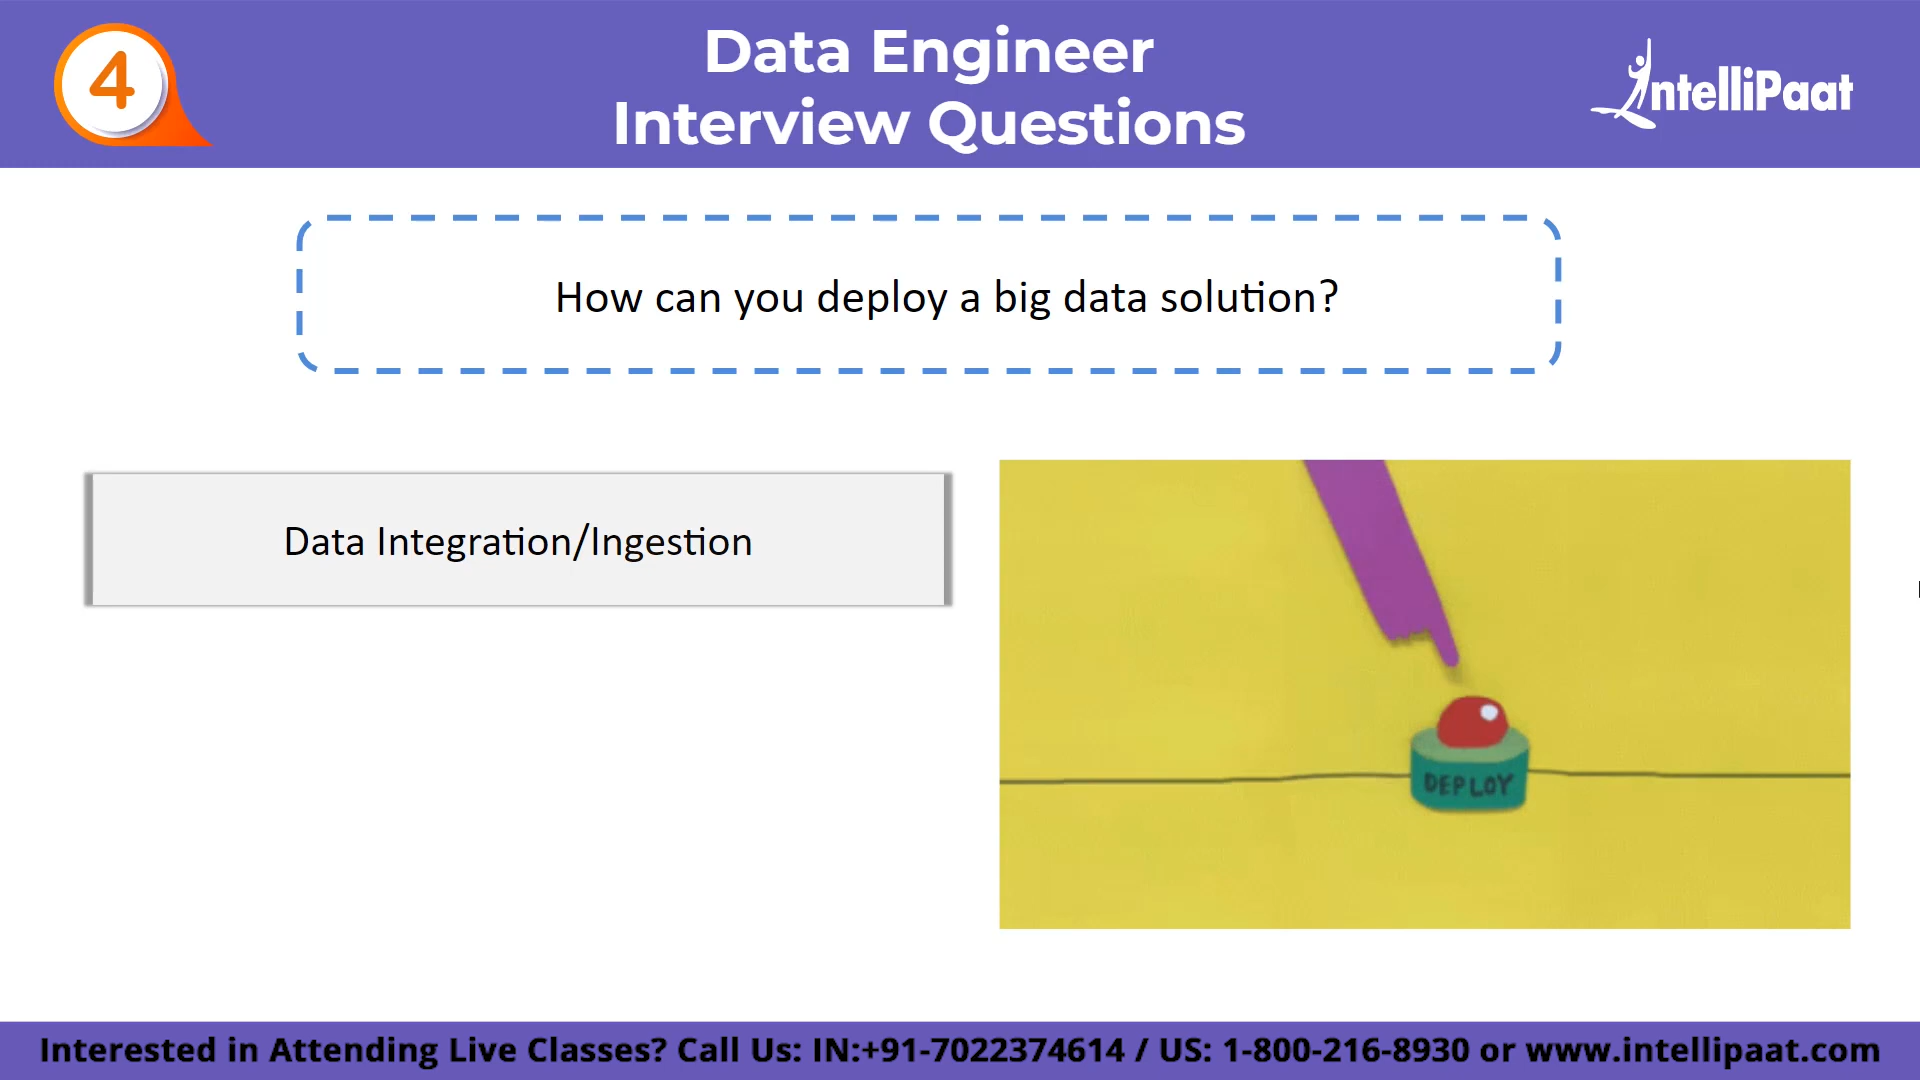 4
Data Engineer
Interview Questions
IntelliPaat
How can you deploy a big data solution?
Data Integration/Ingestion
DEPLOY
Interested in Attending Live Classes? Call Us: IN:+91-7022374614 / US: 1-800-216-8930 or www.intellipaat.com